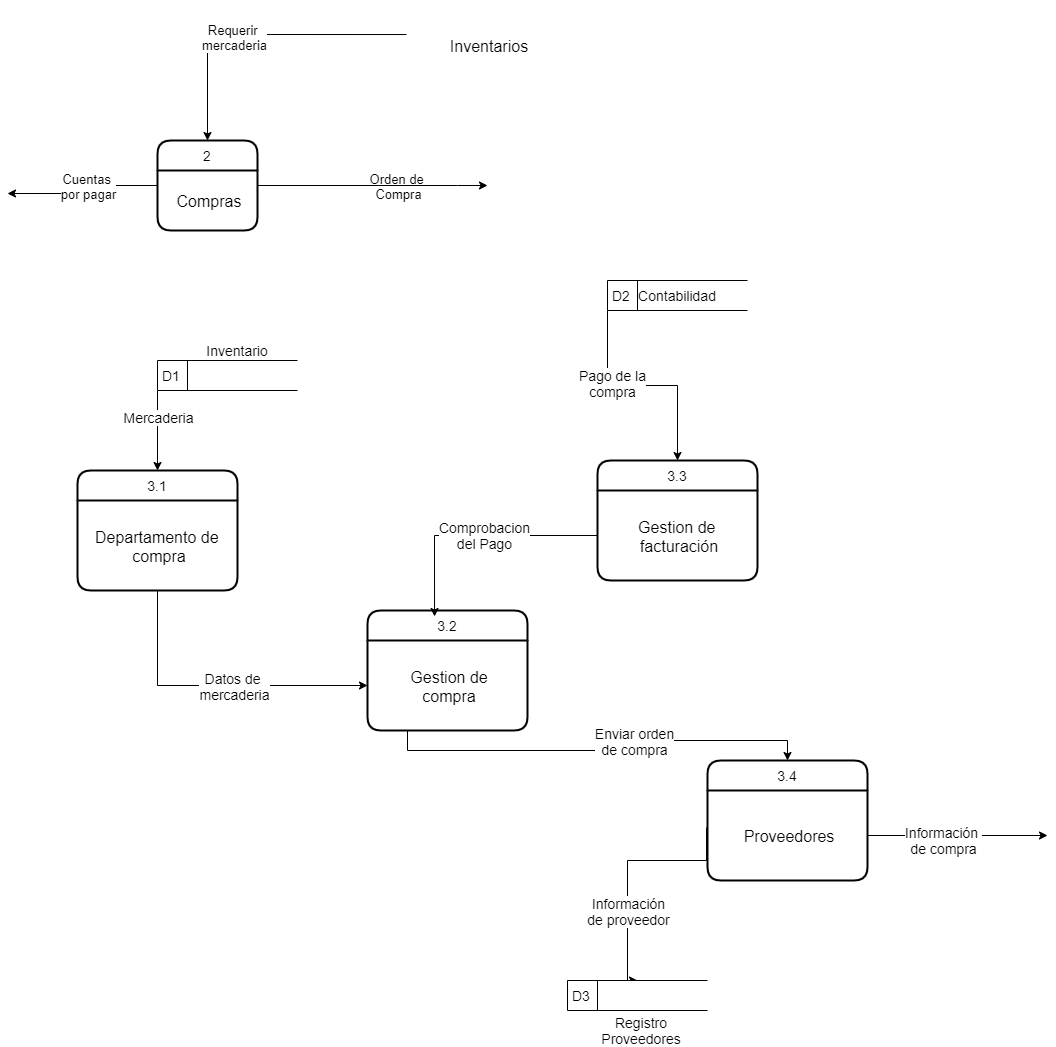 Requerir
mercaderia
Inventarios
2
Compras
Cuentas
por pagar
Orden de
Compra
D2
Contabilidad
Inventario
D1
Pago de la
compra
Mercaderia
3.1
Departamento de
compra
3.3
Gestion de
facturación
Comprobacion
del Pago
3.2
Gestion de
compra
Datos de
mercaderia
Enviar orden
de compra
3.4
Proveedores
Información
de compra
Información
de proveedor
D3
Registro
Proveedores